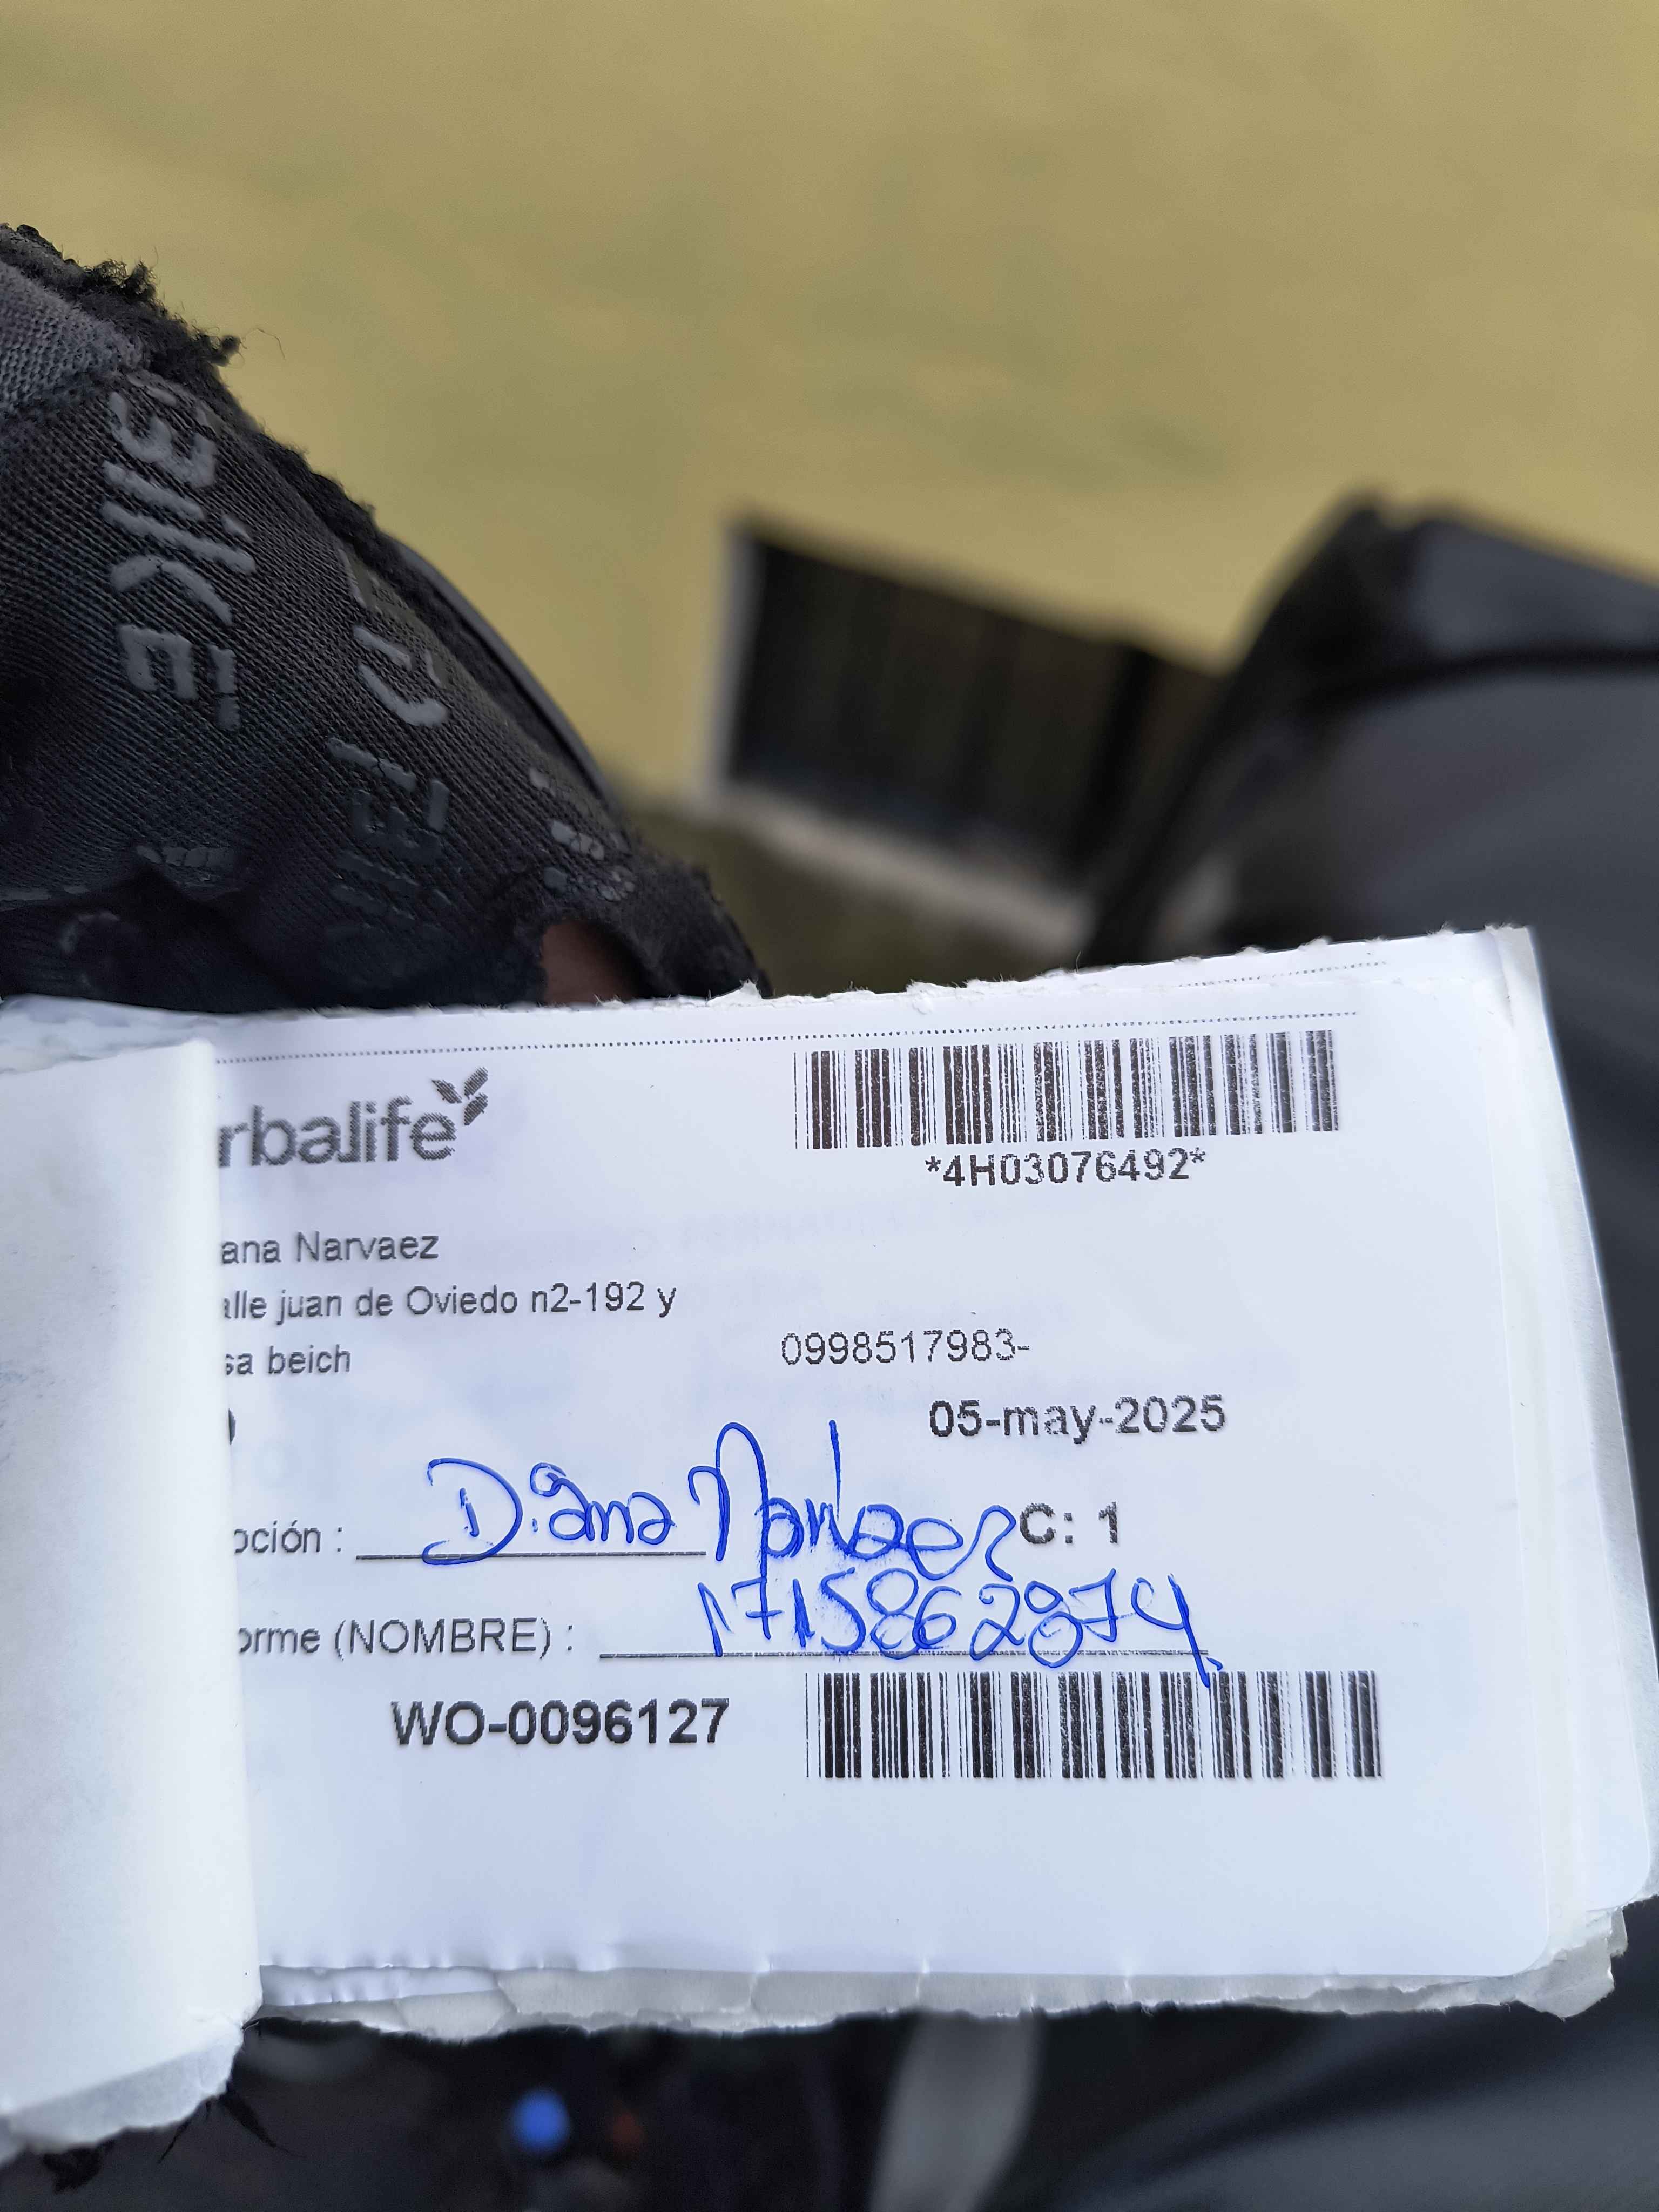 BIKE
rbalife
*4H03076492*
ana Narvaez
alle juan de Oviedo n2-192 y
sa beich
0998517983-
05-may-2025
pción : Diana Narvaez C: 1
orme (NOMBRE) : 1715862874
WO-0096127